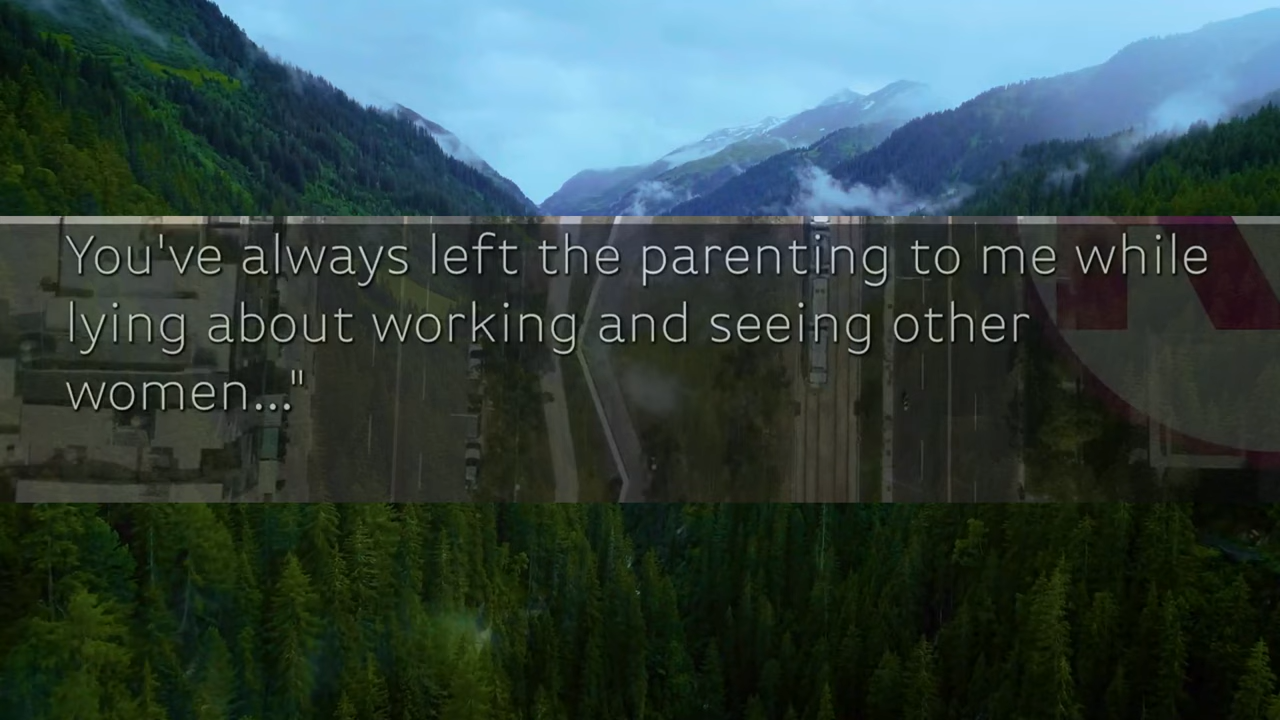 You've always left the parenting to me while
lying about working and seeing other
women..."